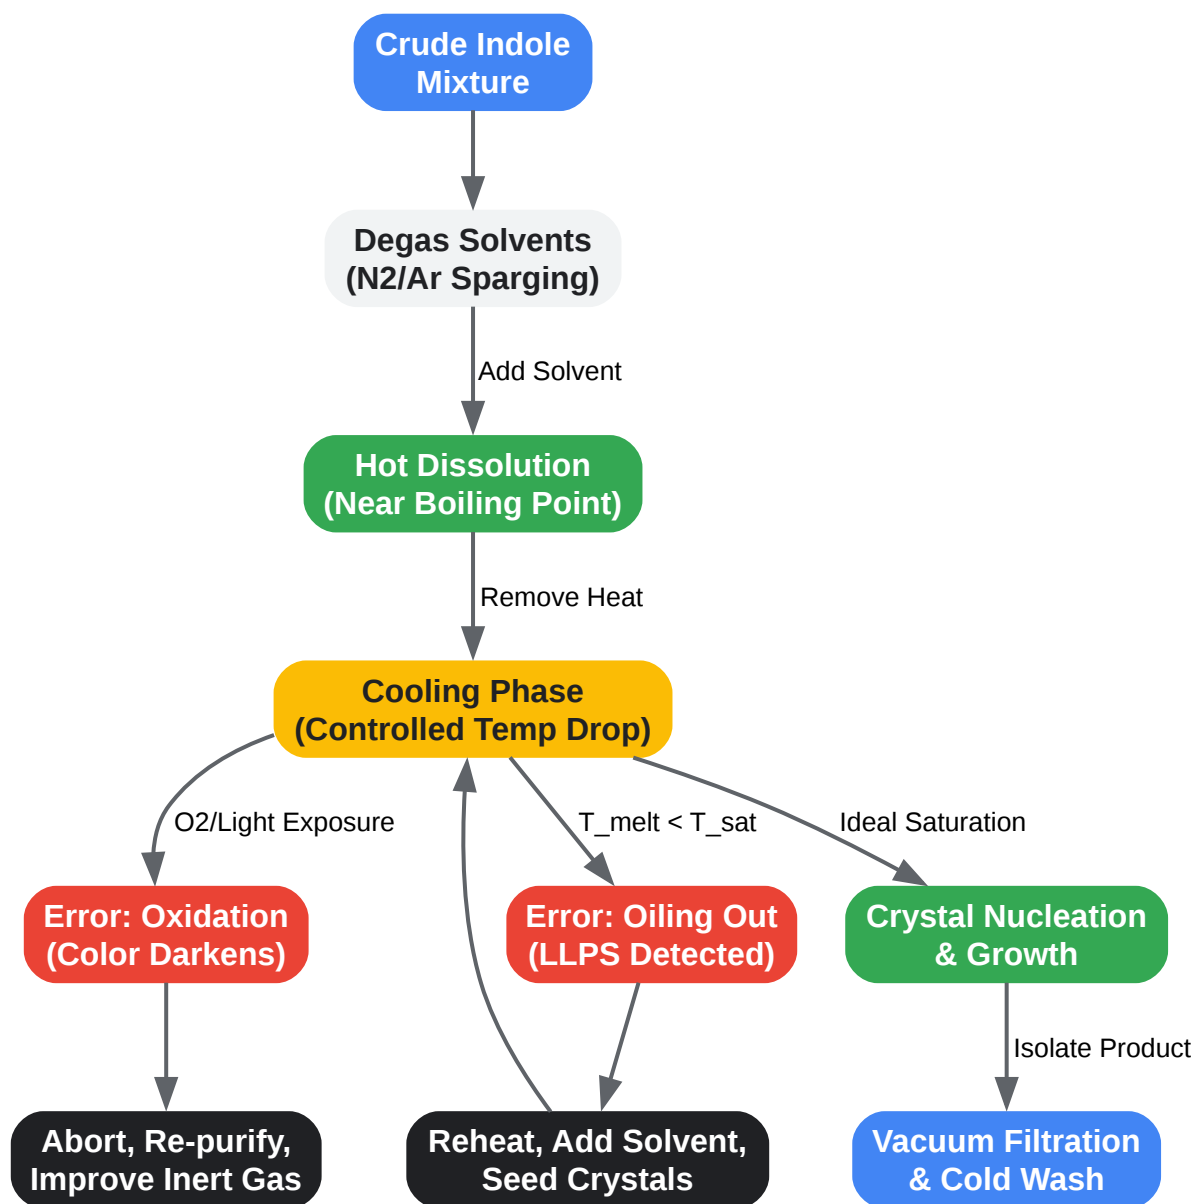 Crude Indole
Mixture
Degas Solvents
(N2/Ar Sparging)
Add Solvent
Hot Dissolution
(Near Boiling Point)
Remove Heat
Cooling Phase
(Controlled Temp Drop)
O2/Light Exposure
T_melt < T_sat
Ideal Saturation
Error: Oxidation
(Color Darkens)
Error: Oiling Out
(LLPS Detected)
Crystal Nucleation
& Growth
Isolate Product
Abort, Re-purify,
Improve Inert Gas
Reheat, Add Solvent,
Seed Crystals
Vacuum Filtration
& Cold Wash